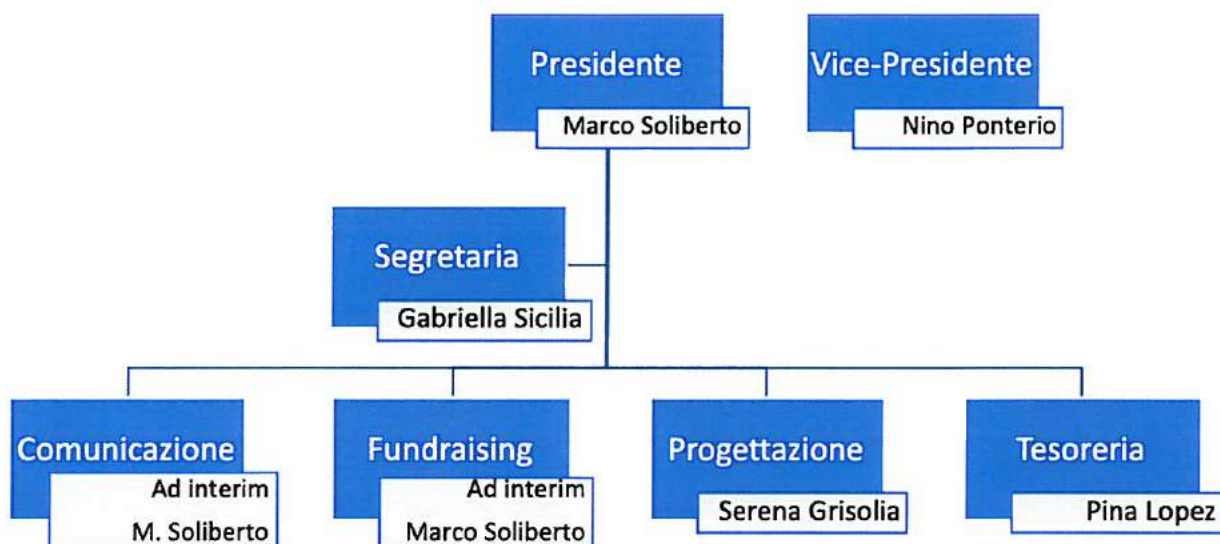 Presidente
Marco Soliberto
Vice-Presidente
Nino Ponterio
Segretaria
Gabriella Sicilia
Comunicazione
Ad interim
M. Soliberto
Fundraising
Ad interim
Marco Soliberto
Progettazione
Serena Grisolia
Tesoreria
Pina Lopez